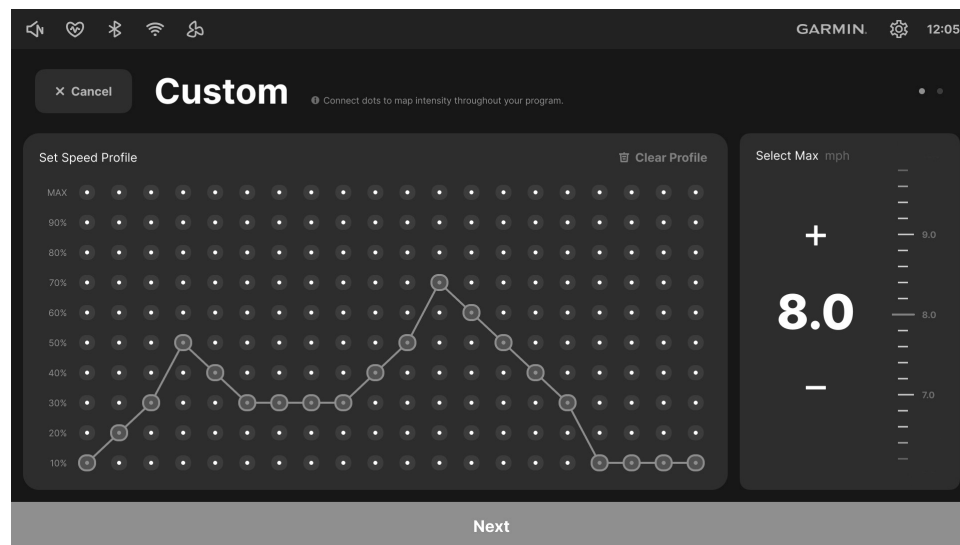 GARMIN.
12:05
× Cancel
Custom
Connect dots to map intensity throughout your program.
Set Speed Profile
Clear Profile
MAX
90%
80%
70%
60%
50%
40%
30%
20%
10%
Select Max mph
+
8.0
−
9.0
8.0
7.0
Next